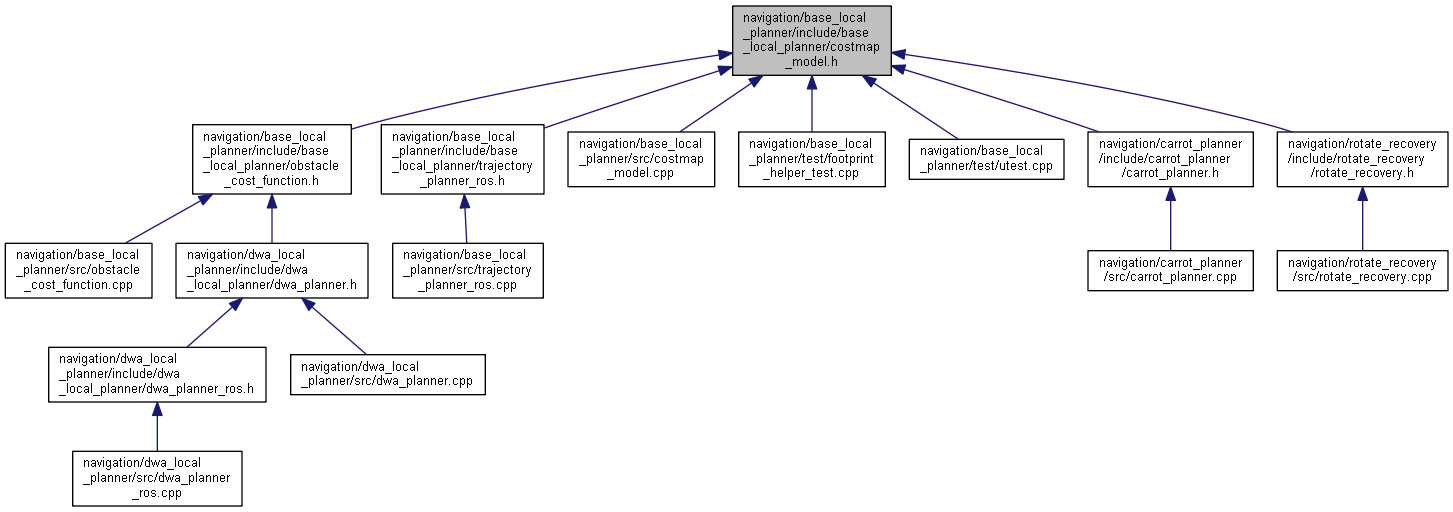 navigation/base_local
_planner/include/base
_local_planner/costmap
_model.h
navigation/base_local
_planner/include/base
_local_planner/obstacle
_cost_function.h
navigation/base_local
_planner/include/base
_local_planner/trajectory
_planner_ros.h
navigation/base_local
_planner/src/costmap
_model.cpp
navigation/base_local
_planner/test/footprint
_helper_test.cpp
navigation/base_local
_planner/test/utest.cpp
navigation/carrot_planner
/include/carrot_planner
/carrot_planner.h
navigation/rotate_recovery
/include/rotate_recovery
/rotate_recovery.h
navigation/base_local
_planner/src/obstacle
_cost_function.cpp
navigation/dwa_local
_planner/include/dwa
_local_planner/dwa_planner.h
navigation/base_local
_planner/src/trajectory
_planner_ros.cpp
navigation/carrot_planner
/src/carrot_planner.cpp
navigation/rotate_recovery
/src/rotate_recovery.cpp
navigation/dwa_local
_planner/include/dwa
_local_planner/dwa_planner_ros.h
navigation/dwa_local
_planner/src/dwa_planner.cpp
navigation/dwa_local
_planner/src/dwa_planner
_ros.cpp